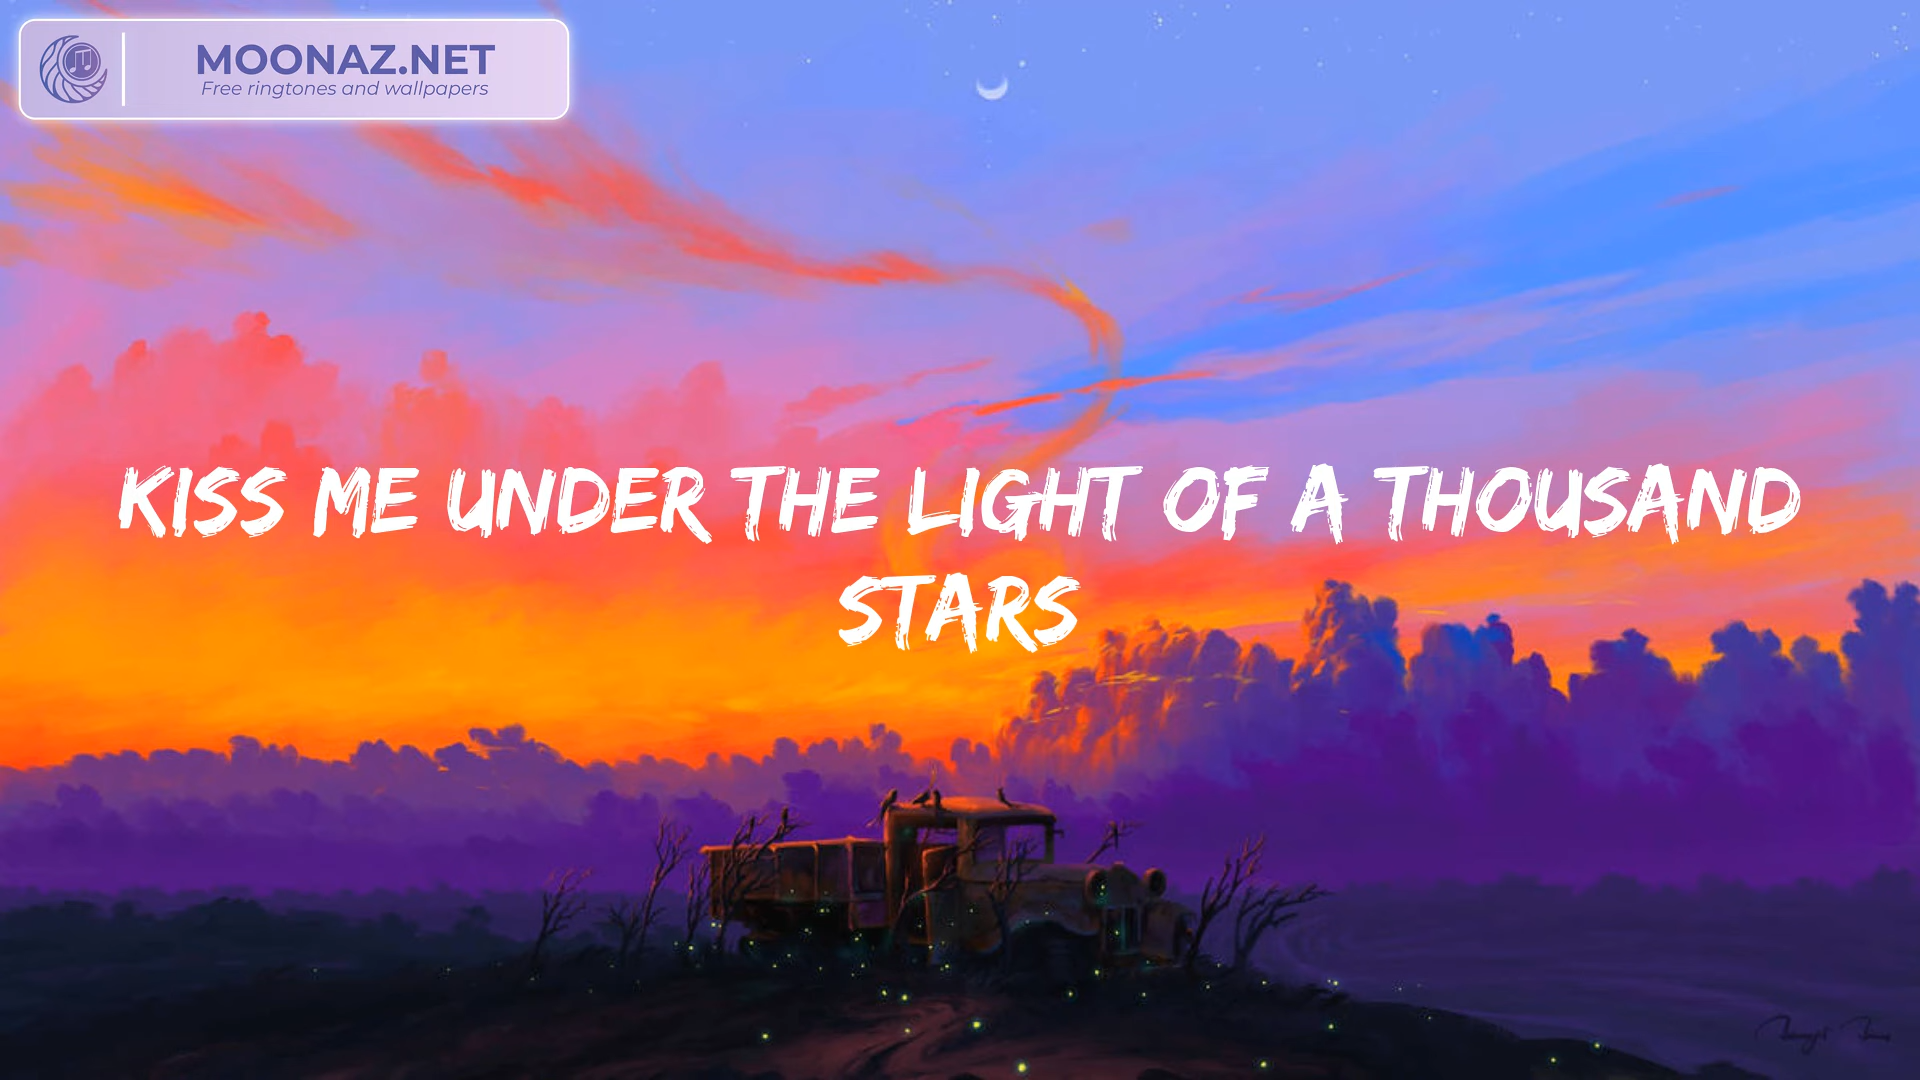 MOONAZ.NET
Free ringtones and wallpapers
KISS ME UNDER THE LIGHT OF A THOUSAND
STARS